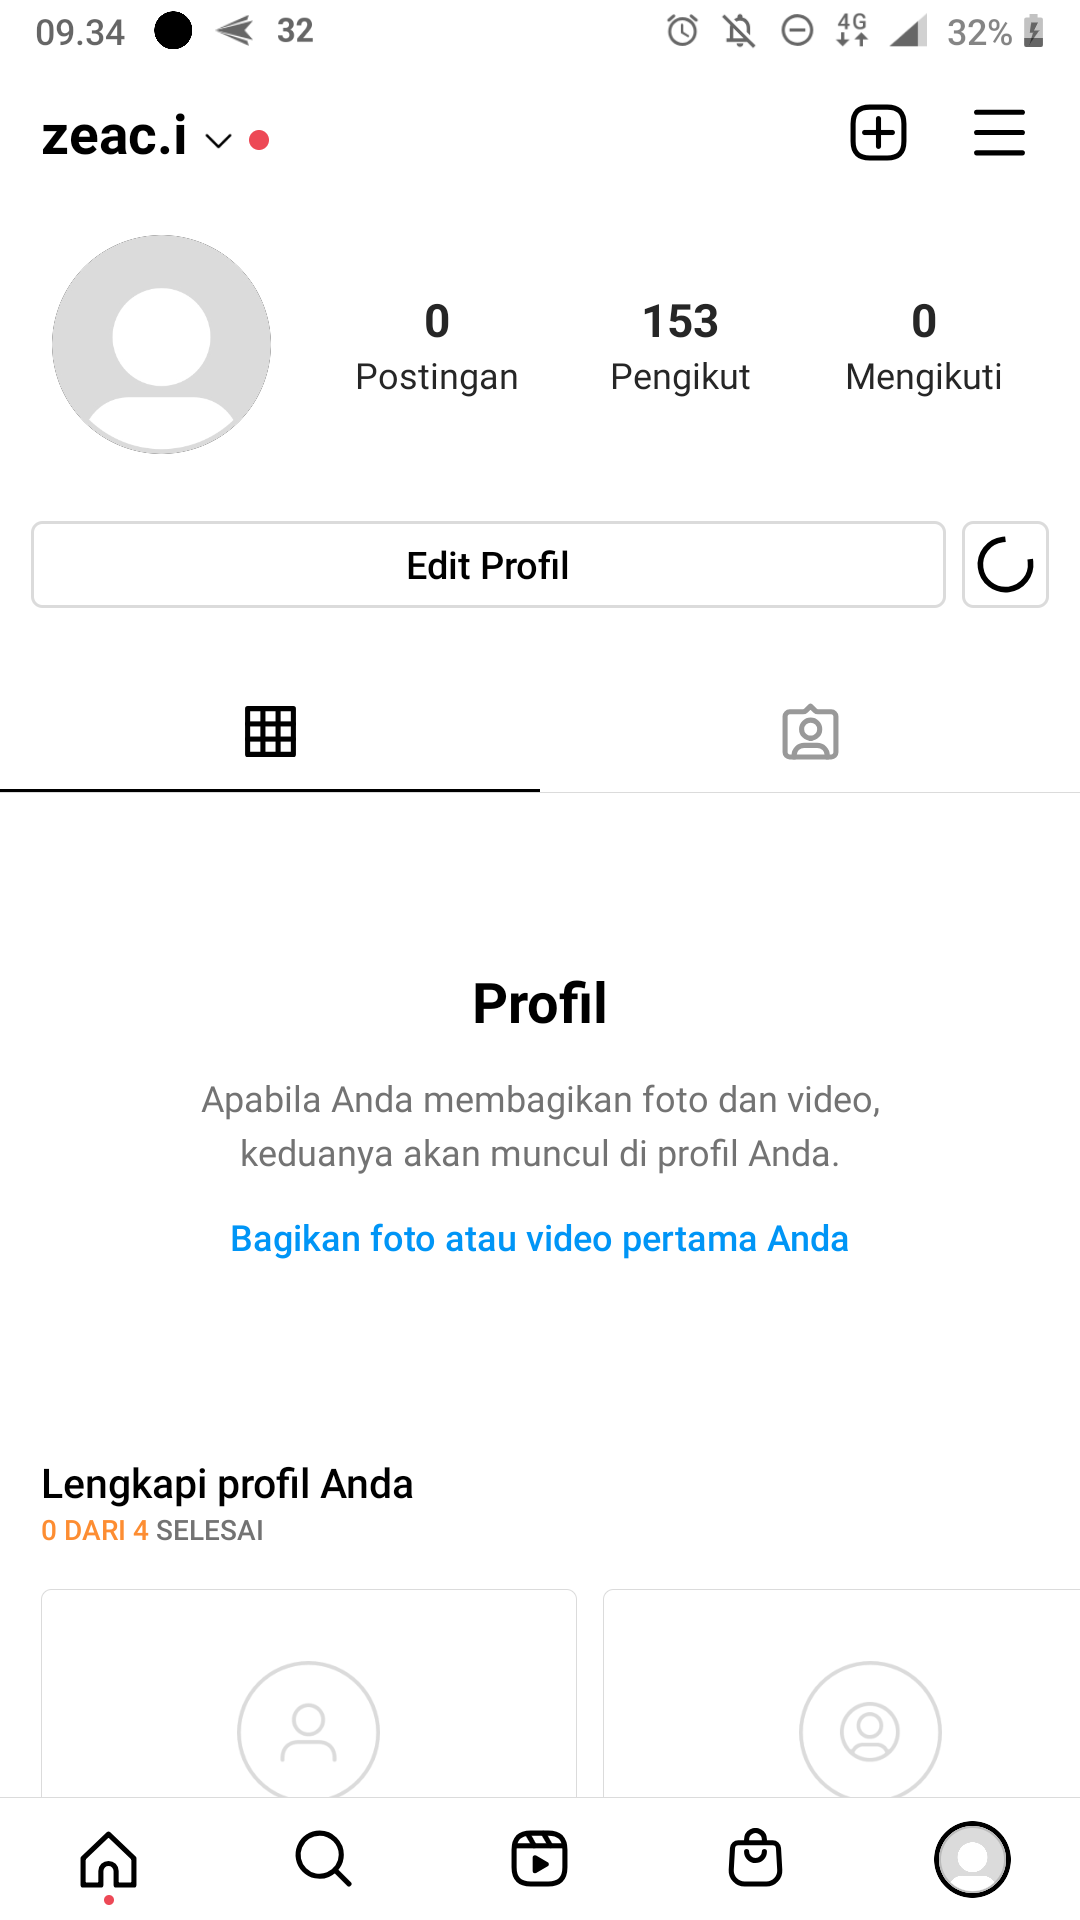 09.34 32 4G 32%
zeac.i
0 153 0
Postingan Pengikut Mengikuti
Edit Profil
Profil
Apabila Anda membagikan foto dan video,
keduanya akan muncul di profil Anda.
Bagikan foto atau video pertama Anda
Lengkapi profil Anda
0 DARI 4 SELESAI